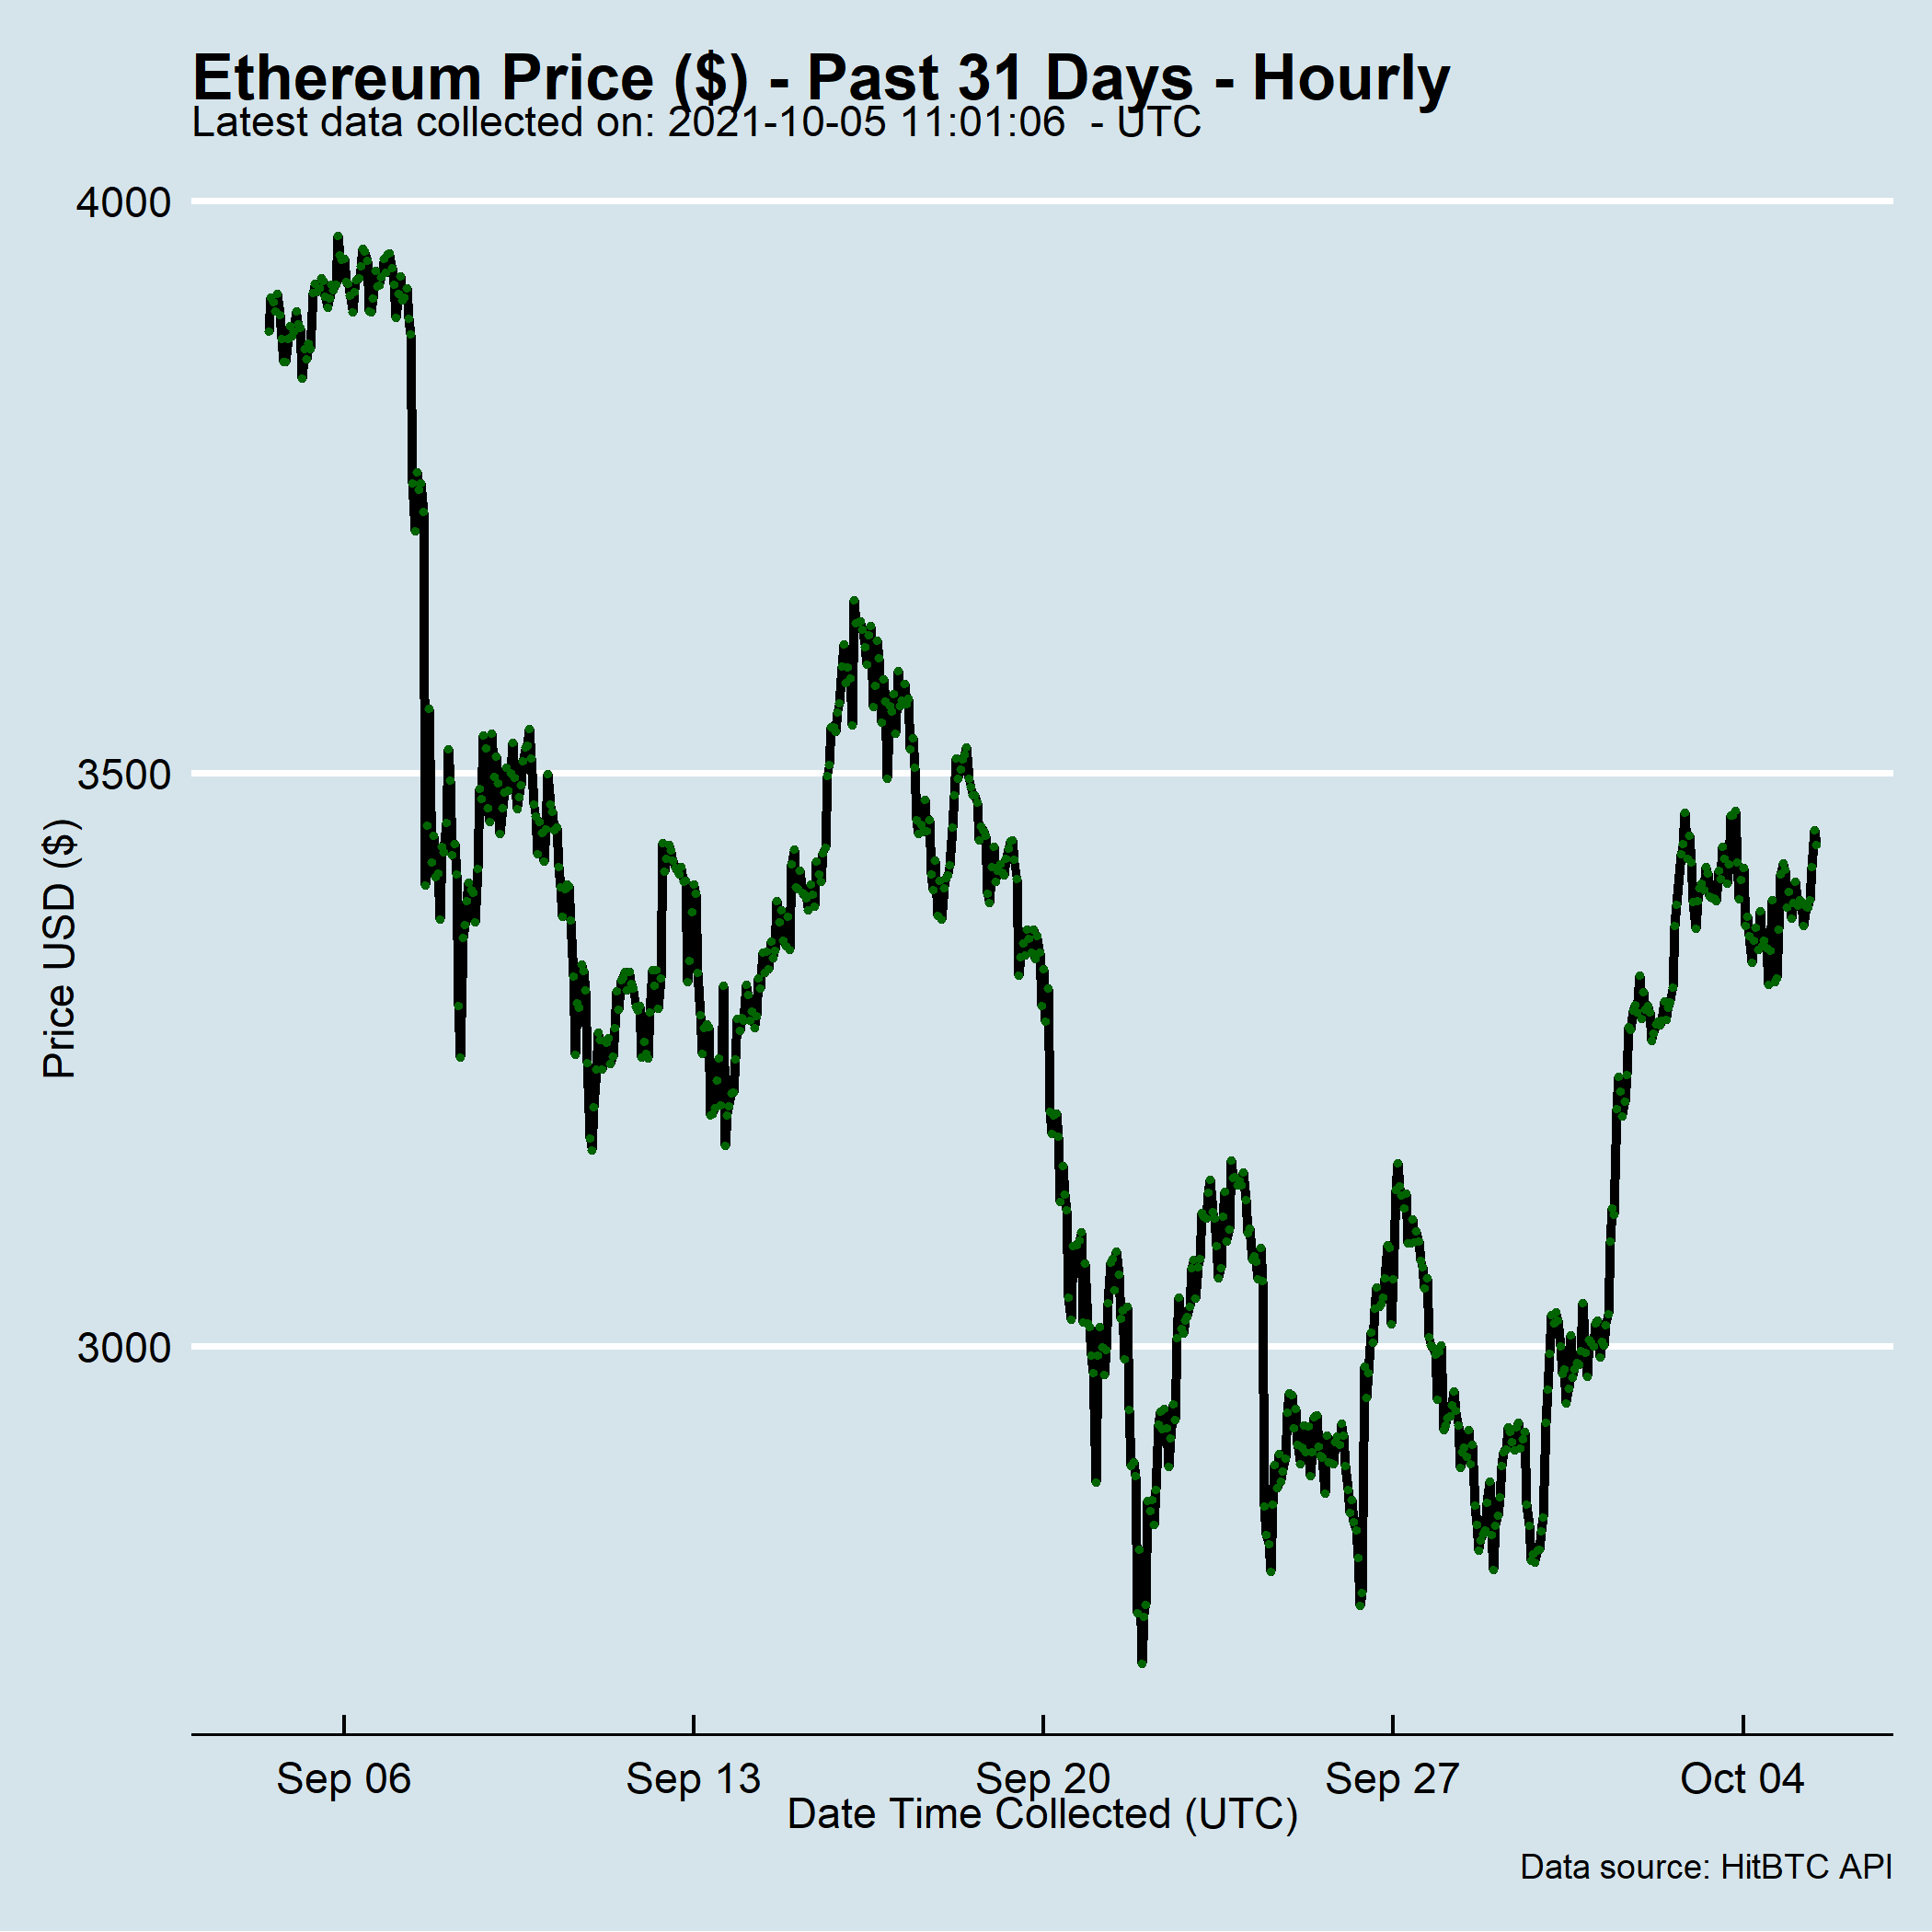 Ethereum Price ($) - Past 31 Days - Hourly
Latest data collected on: 2021-10-05 11:01:06  - UTC
4000
3500
3000
Price USD ($)
Sep 06
Sep 13
Sep 20
Sep 27
Oct 04
Date Time Collected (UTC)
Data source: HitBTC API